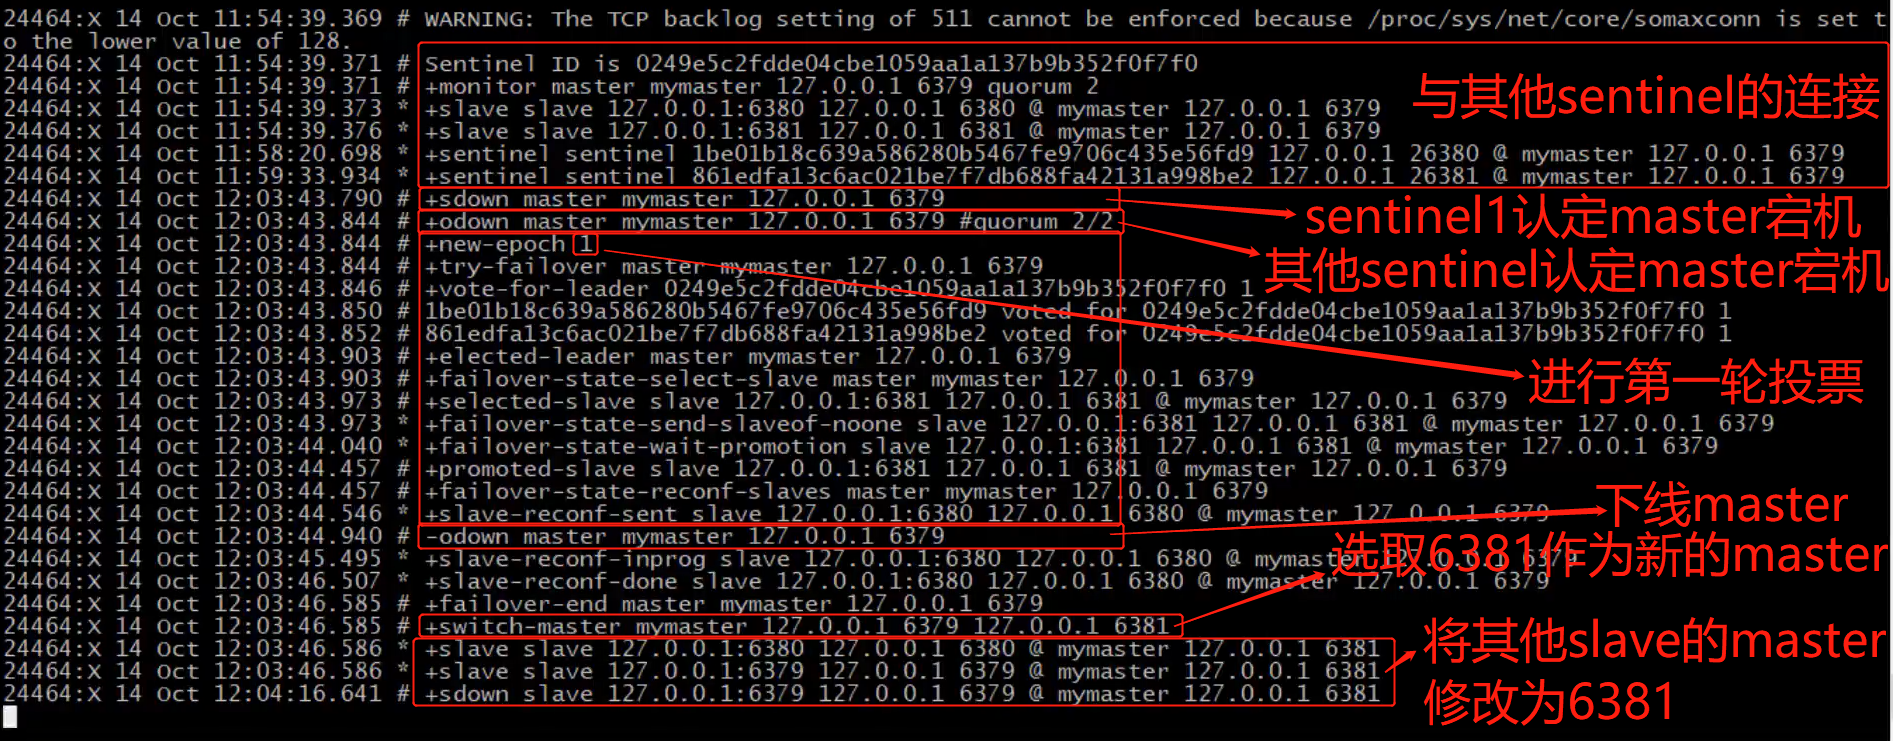 24464:X 14 Oct 11:54:39.369 # WARNING: The TCP backlog setting of 511 cannot be enforced because /proc/sys/net/core/somaxconn is set t
o the lower value of 128.
24464:X 14 Oct 11:54:39.371 # Sentinel ID is 0249e5c2fdde04cbe1059aa1a137b9b352f0f7f0
24464:X 14 Oct 11:54:39.371 # +monitor master mymaster 127.0.0.1 6379 quorum 2
与其他sentinel的连接
24464:X 14 Oct 11:54:39.373 * +slave slave 127.0.0.1:6380 127.0.0.1 6380 @ mymaster 127.0.0.1 6379
24464:X 14 Oct 11:54:39.376 * +slave slave 127.0.0.1:6381 127.0.0.1 6381 @ mymaster 127.0.0.1 6379
24464:X 14 Oct 11:58:20.698 * +sentinel sentinel 1be01b18c639a586280b5467fe9706c435e56fd9 127.0.0.1 26380 @ mymaster 127.0.0.1 6379
24464:X 14 Oct 11:59:33.934 * +sentinel sentinel 861edfa13c6ac021be7f7db688fa42131a998be2 127.0.0.1 26381 @ mymaster 127.0.0.1 6379
24464:X 14 Oct 12:03:43.790 # +sdown master mymaster 127.0.0.1 6379
sentinel1认定master宕机
24464:X 14 Oct 12:03:43.844 # +odown master mymaster 127.0.0.1 6379 #quorum 2/2
其他sentinel认定master宕机
24464:X 14 Oct 12:03:43.844 # +new-epoch 1
24464:X 14 Oct 12:03:43.844 # +try-failover master mymaster 127.0.0.1 6379
24464:X 14 Oct 12:03:43.846 # +vote-for-leader 0249e5c2fdde04cbe1059aa1a137b9b352f0f7f0 1
24464:X 14 Oct 12:03:43.850 # 1be01b18c639a586280b5467fe9706c435e56fd9 voted for 0249e5c2fdde04cbe1059aa1a137b9b352f0f7f0 1
24464:X 14 Oct 12:03:43.852 # 861edfa13c6ac021be7f7db688fa42131a998be2 voted for 0249e5c2fdde04cbe1059aa1a137b9b352f0f7f0 1
24464:X 14 Oct 12:03:43.903 # +elected-leader master mymaster 127.0.0.1 6379
24464:X 14 Oct 12:03:43.903 # +failover-state-select-slave master mymaster 127.0.0.1 6379
进行第一轮投票
24464:X 14 Oct 12:03:43.973 # +selected-slave slave 127.0.0.1:6381 127.0.0.1 6381 @ mymaster 127.0.0.1 6379
24464:X 14 Oct 12:03:43.973 * +failover-state-send-slaveof-noone slave 127.0.0.1:6381 127.0.0.1 6381 @ mymaster 127.0.0.1 6379
24464:X 14 Oct 12:03:44.040 * +failover-state-wait-promotion slave 127.0.0.1:6381 127.0.0.1 6381 @ mymaster 127.0.0.1 6379
24464:X 14 Oct 12:03:44.457 # +promoted-slave slave 127.0.0.1:6381 127.0.0.1 6381 @ mymaster 127.0.0.1 6379
24464:X 14 Oct 12:03:44.457 # +failover-state-reconf-slaves master mymaster 127.0.0.1 6379
24464:X 14 Oct 12:03:44.546 * +slave-reconf-sent slave 127.0.0.1:6380 127.0.0.1 6380 @ mymaster 127.0.0.1 6379
下线master
24464:X 14 Oct 12:03:44.940 # -odown master mymaster 127.0.0.1 6379
24464:X 14 Oct 12:03:45.495 * +slave-reconf-inprog slave 127.0.0.1:6380 127.0.0.1 6380 @ mymaster 127.0.0.1 6379
选取6381作为新的master
24464:X 14 Oct 12:03:46.507 * +slave-reconf-done slave 127.0.0.1:6380 127.0.0.1 6380 @ mymaster 127.0.0.1 6379
24464:X 14 Oct 12:03:46.585 # +failover-end master mymaster 127.0.0.1 6379
24464:X 14 Oct 12:03:46.585 # +switch-master mymaster 127.0.0.1 6379 127.0.0.1 6381
24464:X 14 Oct 12:03:46.586 * +slave slave 127.0.0.1:6380 127.0.0.1 6380 @ mymaster 127.0.0.1 6381
将其他slave的master
24464:X 14 Oct 12:03:46.586 * +slave slave 127.0.0.1:6379 127.0.0.1 6379 @ mymaster 127.0.0.1 6381
24464:X 14 Oct 12:04:16.641 # +sdown slave 127.0.0.1:6379 127.0.0.1 6379 @ mymaster 127.0.0.1 6381
修改为6381